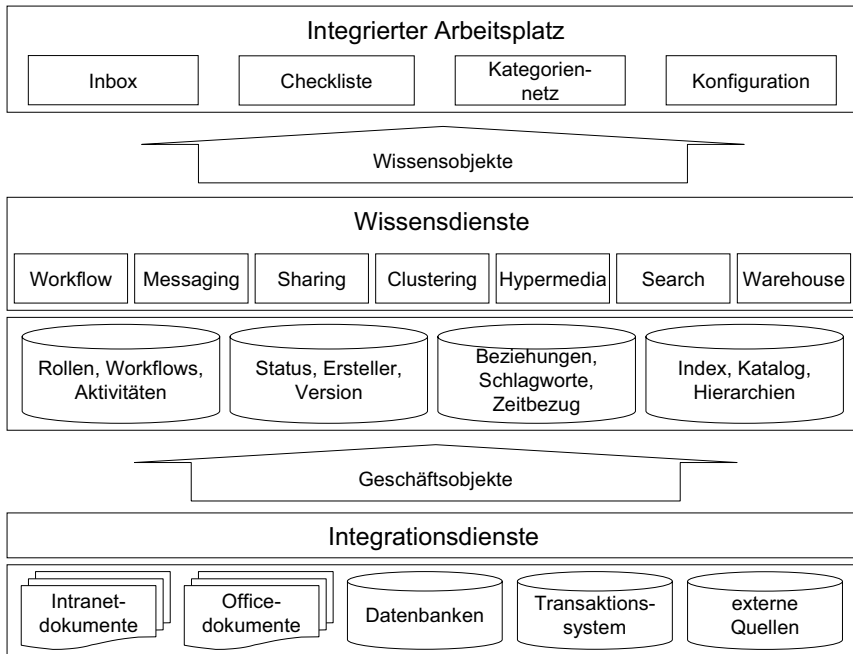 Integrierter Arbeitsplatz
Inbox
Checkliste
Kategorien-
netz
Konfiguration
Wissensobjekte
Wissensdienste
Workflow
Messaging
Sharing
Clustering
Hypermedia
Search
Warehouse
Rollen, Workflows,
Aktivitäten
Status, Ersteller,
Version
Beziehungen,
Schlagworte,
Zeitbezug
Index, Katalog,
Hierarchien
Geschäftsobjekte
Integrationsdienste
Intranet-
dokumente
Office-
dokumente
Datenbanken
Transaktions-
system
externe
Quellen